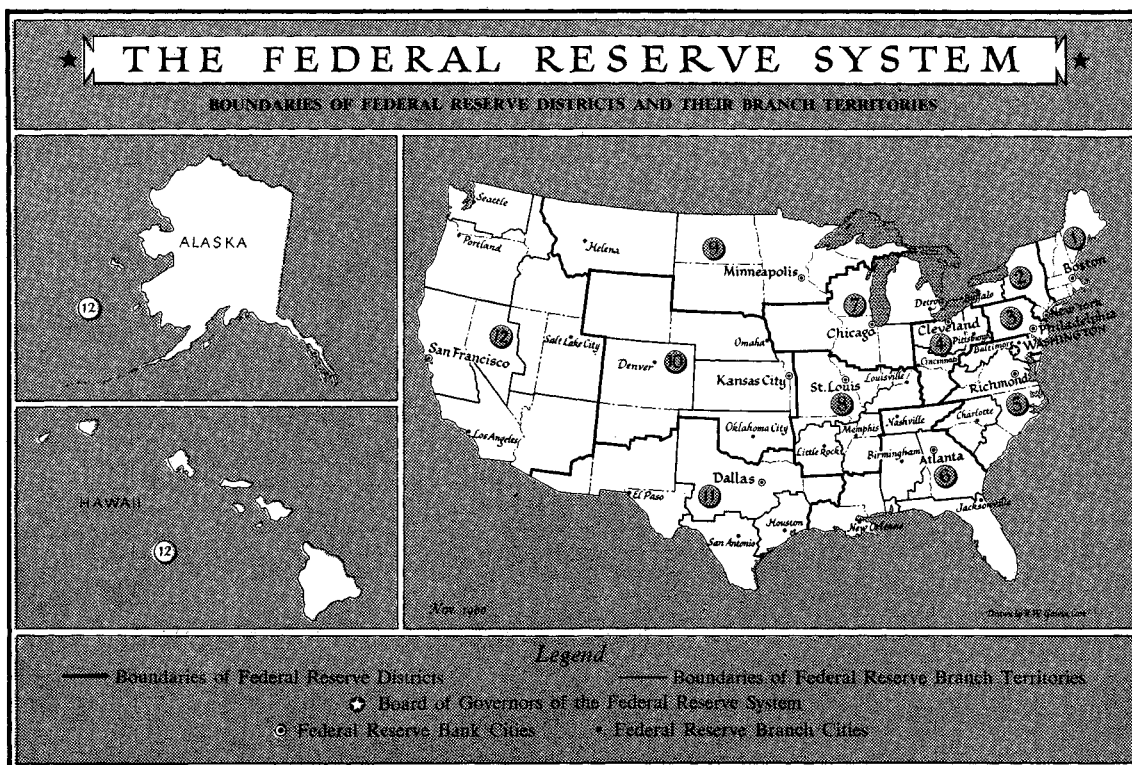 THE FEDERAL RESERVE SYSTEM
BOUNDARIES OF FEDERAL RESERVE DISTRICTS AND THEIR BRANCH TERRITORIES
ALASKA
12
HAWAII
12
Seattle
Portland
Helena
9
Minneapolis
1
Boston
2
Buffalo
Detroit
7
Chicago
3
New York
Philadelphia
Cleveland
4
Pittsburgh
Baltimore
WASHINGTON
Cincinnati
12
San Francisco
Salt Lake City
Omaha
Denver
10
Kansas City
St. Louis
8
Louisville
Richmond
5
Charlotte
Los Angeles
Oklahoma City
Little Rock
Memphis
Nashville
Birmingham
Atlanta
6
Jacksonville
El Paso
Dallas
11
Houston
San Antonio
New Orleans
Nov. 1960
Drawn by
Legend
Boundaries of Federal Reserve Districts
Boundaries of Federal Reserve Branch Territories
Board of Governors of the Federal Reserve System
Federal Reserve Bank Cities
Federal Reserve Branch Cities